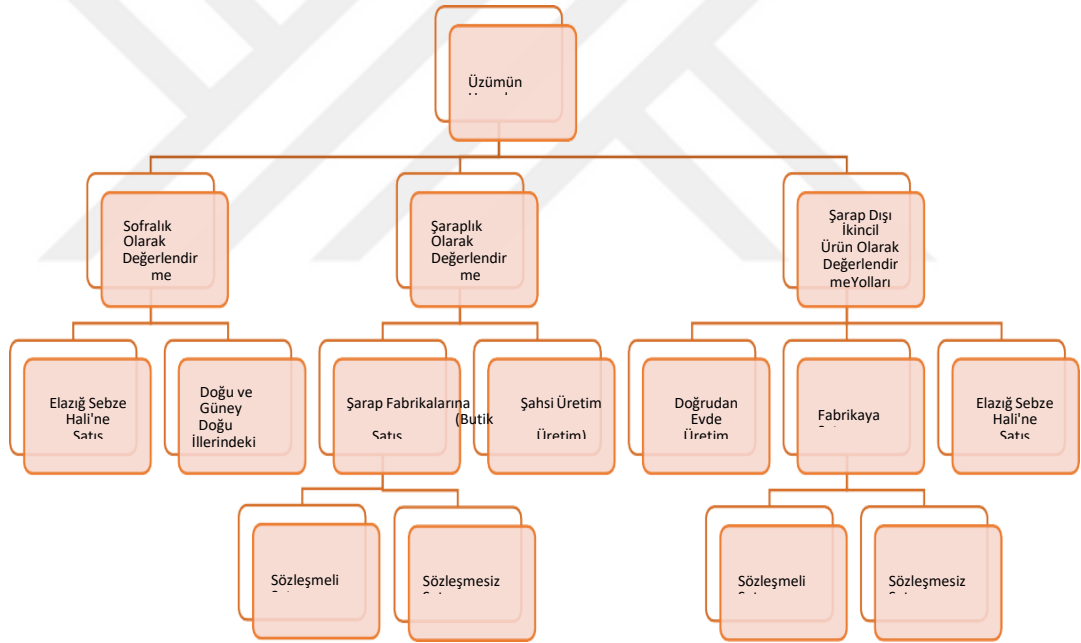 Üzümün
Sofralık
Olarak
Değerlendir
me
Şaraplık
Olarak
Değerlendir
me
Şarap Dışı
İkincil
Ürün Olarak
Değerlendir
meYolları
Elazığ Sebze
Hali'ne
Satış
Doğu ve
Güney
Doğu
İllerindeki
Şarap Fabrikalarına
Satış
Şahsi Üretim
(Butik
Üretim)
Doğrudan
Evde
Üretim
Fabrikaya
Elazığ Sebze
Hali'ne
Satış
Sözleşmeli
Sözleşmesiz
Sözleşmeli
Sözleşmesiz